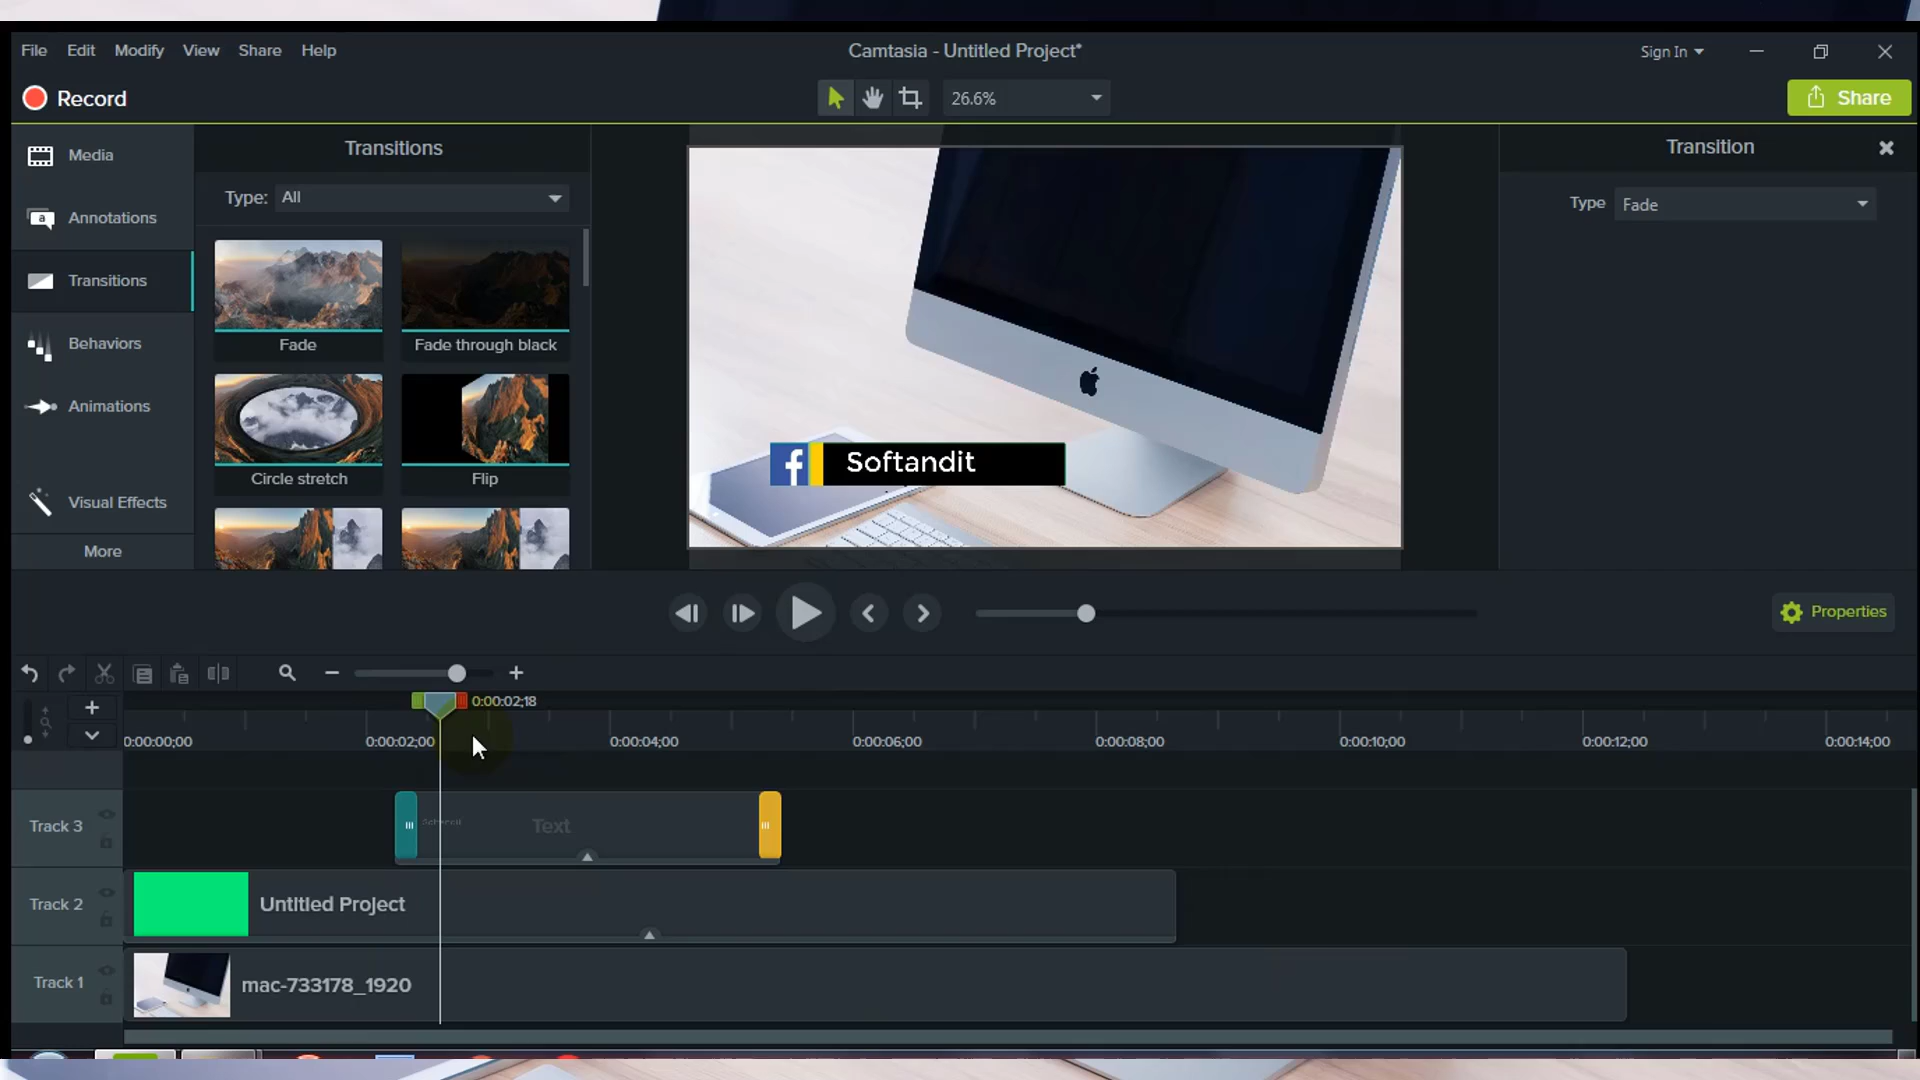 File Edit Modify View Share Help
Camtasia - Untitled Project*
Sign In
Record
26.6%
Share
Media
Annotations
Transitions
Behaviors
Animations
Visual Effects
More
Transitions
Type: All
Fade
Fade through black
Circle stretch
Flip
f
Softandit
Transition
Type Fade
Properties
0:00:02;18
0:00:00;00 0:00:02;00 0:00:04;00 0:00:06;00 0:00:08;00 0:00:10;00 0:00:12;00 0:00:14;00
Track 3
Text
Track 2
Untitled Project
Track 1
mac-733178_1920